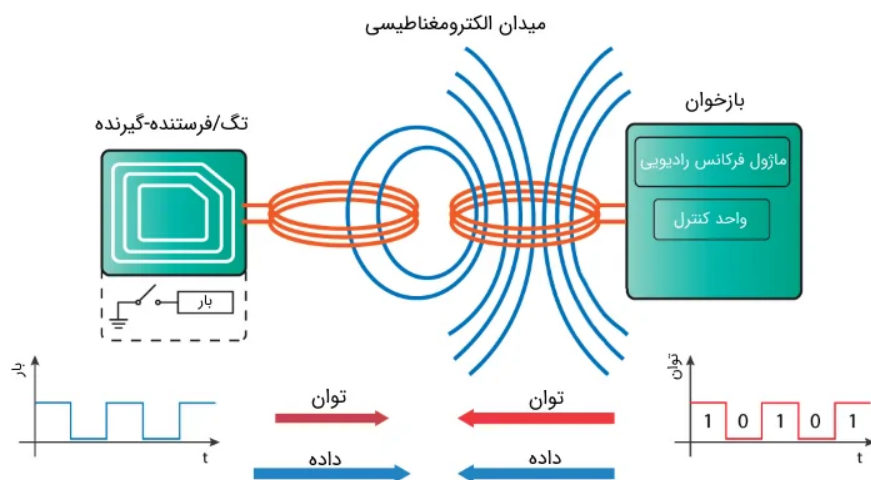 میدان الکترومغناطیسی
بازخوان
تگ/فرستنده-گیرنده
ماژول فرکانس رادیویی
واحد کنترل
بار
توان
1 0 1 0 1
t
بار
t
توان
توان
داده
داده